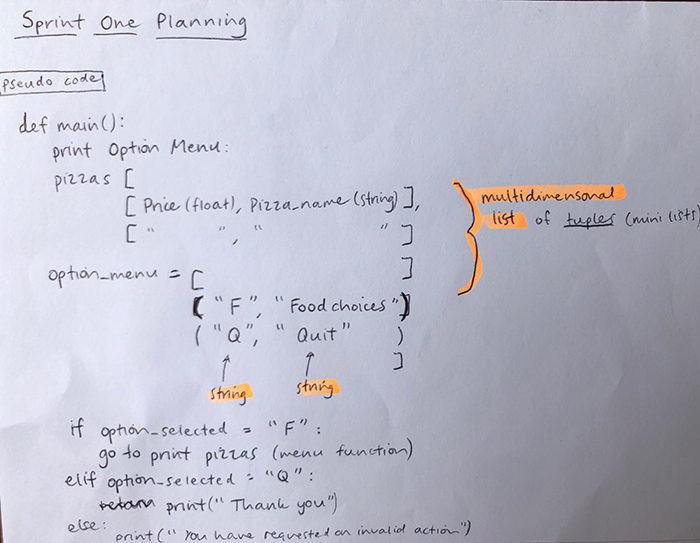 Sprint One Planning
pseudo code
def main():
print Option Menu:
pizzas [
[ Price (float), Pizza_name (string) ],
[ " ", " " ]
]
multidimensonal
list of tuples (mini lists)
option_menu = [
( "F", "Food choices")
( "Q", "Quit" )
]
string string
if option_selected = "F":
go to print pizzas (menu function)
elif option_selected = "Q":
return print("Thank you")
else:
print("You have requested an invalid action")